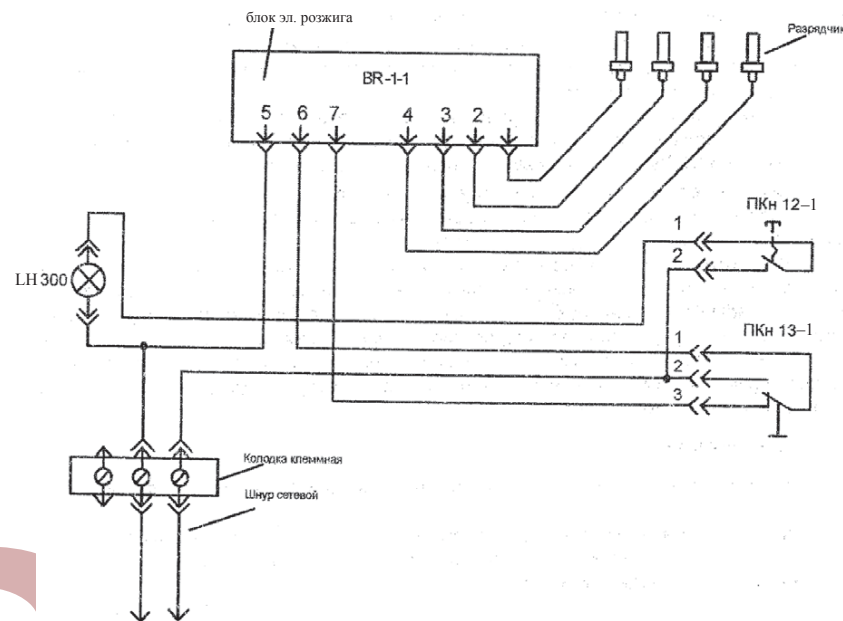 блок эл. розжига
Разрядчик
BR-1-1
5 6 7 4 3 2
ПКн 12–1
1
2
LH 300
ПКн 13–1
1
2
3
Колодка клеммная
Шнур сетевой